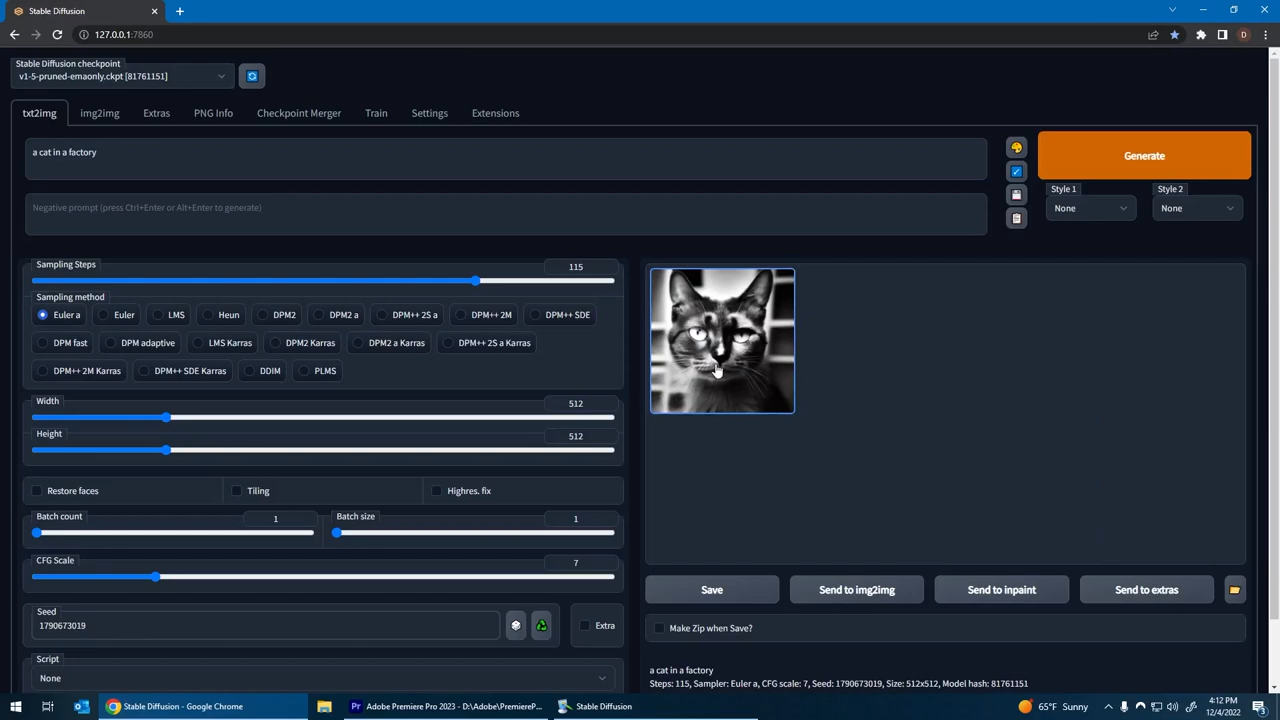 Stable Diffusion
127.0.0.1:7860
D
Stable Diffusion checkpoint
v1-5-pruned-emaonly.ckpt [81761151]
txt2img img2img Extras PNG Info Checkpoint Merger Train Settings Extensions
a cat in a factory
Generate
Negative prompt (press Ctrl+Enter or Alt+Enter to generate)
Style 1 Style 2
None None
Sampling Steps 115
Sampling method
Euler a Euler LMS Heun DPM2 DPM2 a DPM++ 2S a DPM++ 2M DPM++ SDE
DPM fast DPM adaptive LMS Karras DPM2 Karras DPM2 a Karras DPM++ 2S a Karras
DPM++ 2M Karras DPM++ SDE Karras DDIM PLMS
Width 512
Height 512
Restore faces Tiling Highres. fix
Batch count 1 Batch size 1
CFG Scale 7
Seed
1790673019
Extra
Script
None
Save Send to img2img Send to inpaint Send to extras
Make Zip when Save?
a cat in a factory
Steps: 115, Sampler: Euler a, CFG scale: 7, Seed: 1790673019, Size: 512x512, Model hash: 81761151
Stable Diffusion - Google Chrome
Adobe Premiere Pro 2023 - D:\Adobe\PremiereP...
Stable Diffusion
65°F Sunny
4:12 PM
12/4/2022
3